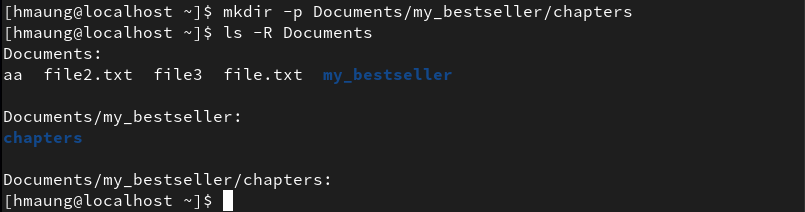 [hmaung@localhost ~]$ mkdir -p Documents/my_bestseller/chapters
[hmaung@localhost ~]$ ls -R Documents
Documents:
aa  file2.txt  file3  file.txt  my_bestseller

Documents/my_bestseller:
chapters

Documents/my_bestseller/chapters:
[hmaung@localhost ~]$